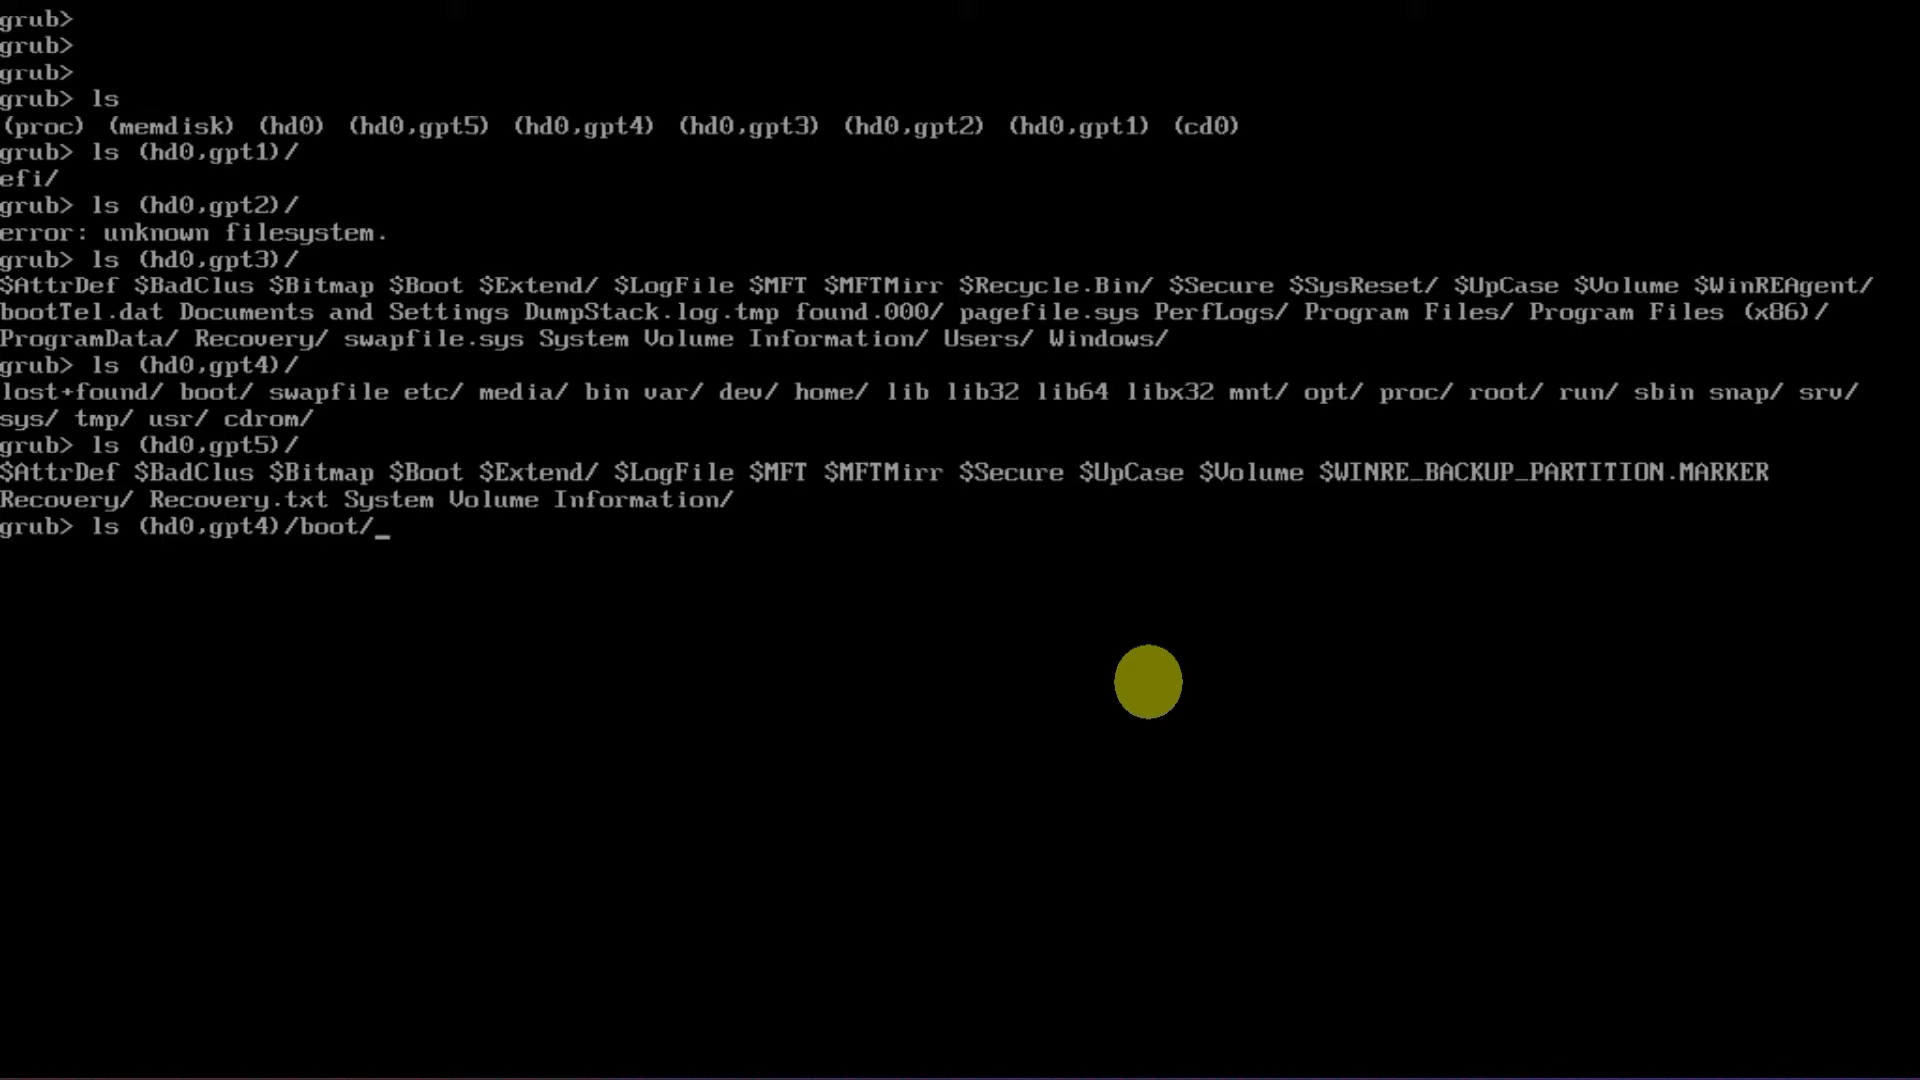 grub>
grub>
grub>
grub> ls
(proc) (memdisk) (hd0) (hd0,gpt5) (hd0,gpt4) (hd0,gpt3) (hd0,gpt2) (hd0,gpt1) (cd0)
grub> ls (hd0,gpt1)/
efi/
grub> ls (hd0,gpt2)/
error: unknown filesystem.
grub> ls (hd0,gpt3)/
$AttrDef $BadClus $Bitmap $Boot $Extend/ $LogFile $MFT $MFTMirr $Recycle.Bin/ $Secure $SysReset/ $UpCase $Volume $WinREAgent/
bootTel.dat Documents and Settings DumpStack.log.tmp found.000/ pagefile.sys PerfLogs/ Program Files/ Program Files (x86)/
ProgramData/ Recovery/ swapfile.sys System Volume Information/ Users/ Windows/
grub> ls (hd0,gpt4)/
lost+found/ boot/ swapfile etc/ media/ bin var/ dev/ home/ lib lib32 lib64 libx32 mnt/ opt/ proc/ root/ run/ sbin snap/ srv/
sys/ tmp/ usr/ cdrom/
grub> ls (hd0,gpt5)/
$AttrDef $BadClus $Bitmap $Boot $Extend/ $LogFile $MFT $MFTMirr $Secure $UpCase $Volume $WINRE_BACKUP_PARTITION.MARKER
Recovery/ Recovery.txt System Volume Information/
grub> ls (hd0,gpt4)/boot/_